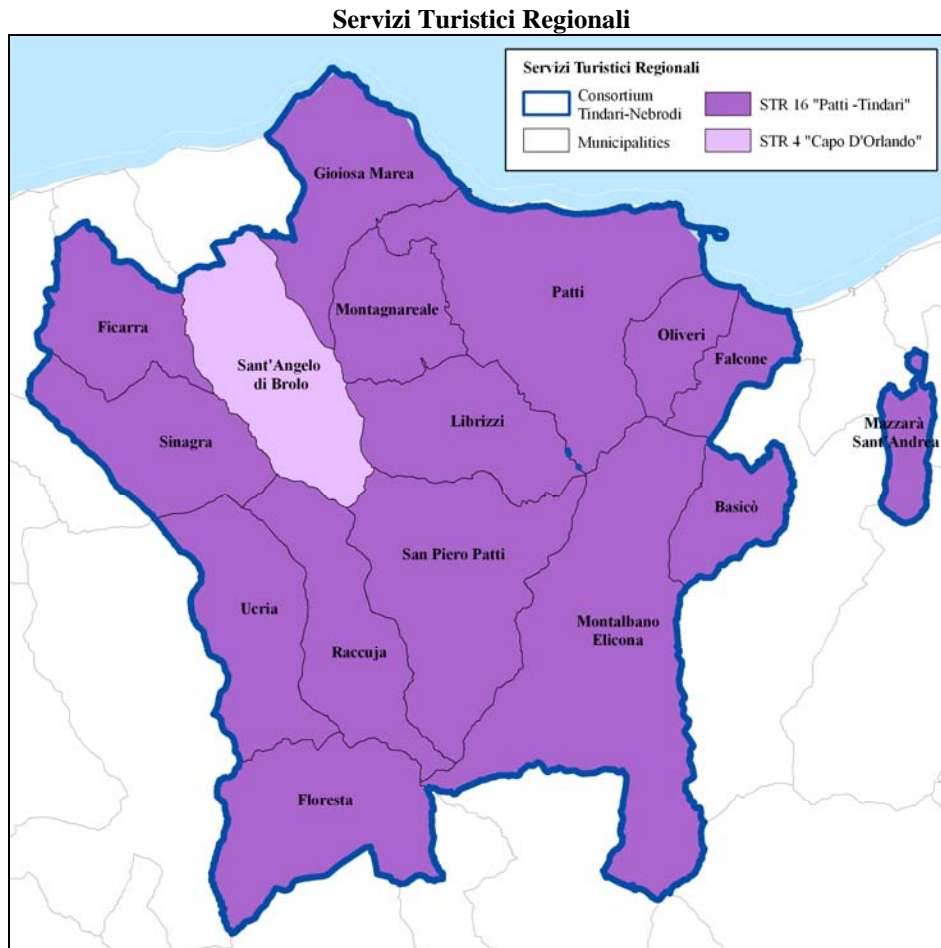 Servizi Turistici Regionali
Servizi Turistici Regionali
Consortium
Tindari-Nebrodi
STR 16 "Patti -Tindari"
Municipalities
STR 4 "Capo D'Orlando"
Gioiosa Marea
Patti
Montagnareale
Ficarra
Oliveri
Falcone
Sant'Angelo
di Brolo
Librizzi
Mazzarà
Sant'Andrea
Sinagra
Basicò
San Piero Patti
Ucria
Montalbano
Elicona
Raccuja
Floresta